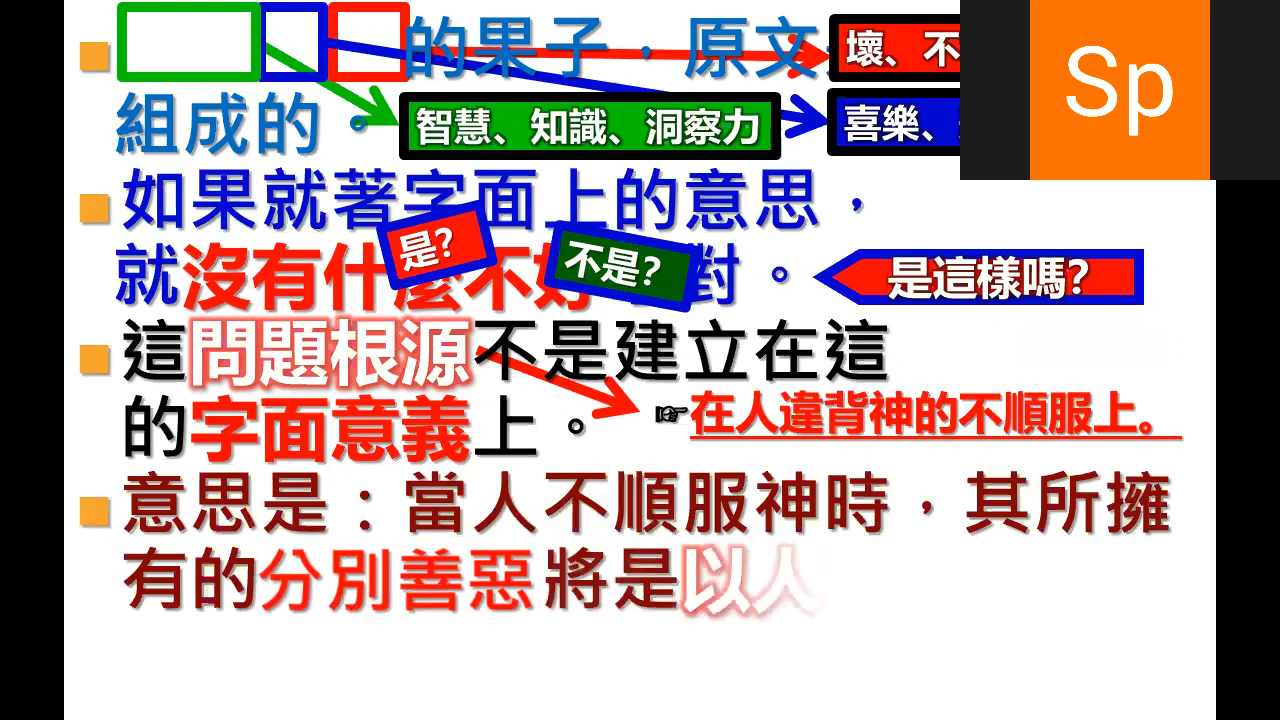 的果子，原文
壞、不
Sp
組成的。
智慧、知識、洞察力
喜樂、
如果就著字面上的意思，
是？
不是？
就沒有什麼不好 對。
是這樣嗎？
這問題根源不是建立在這
的字面意義上。
☞在人違背神的不順服上。
意思是：當人不順服神時，其所擁
有的分別善惡將是以人